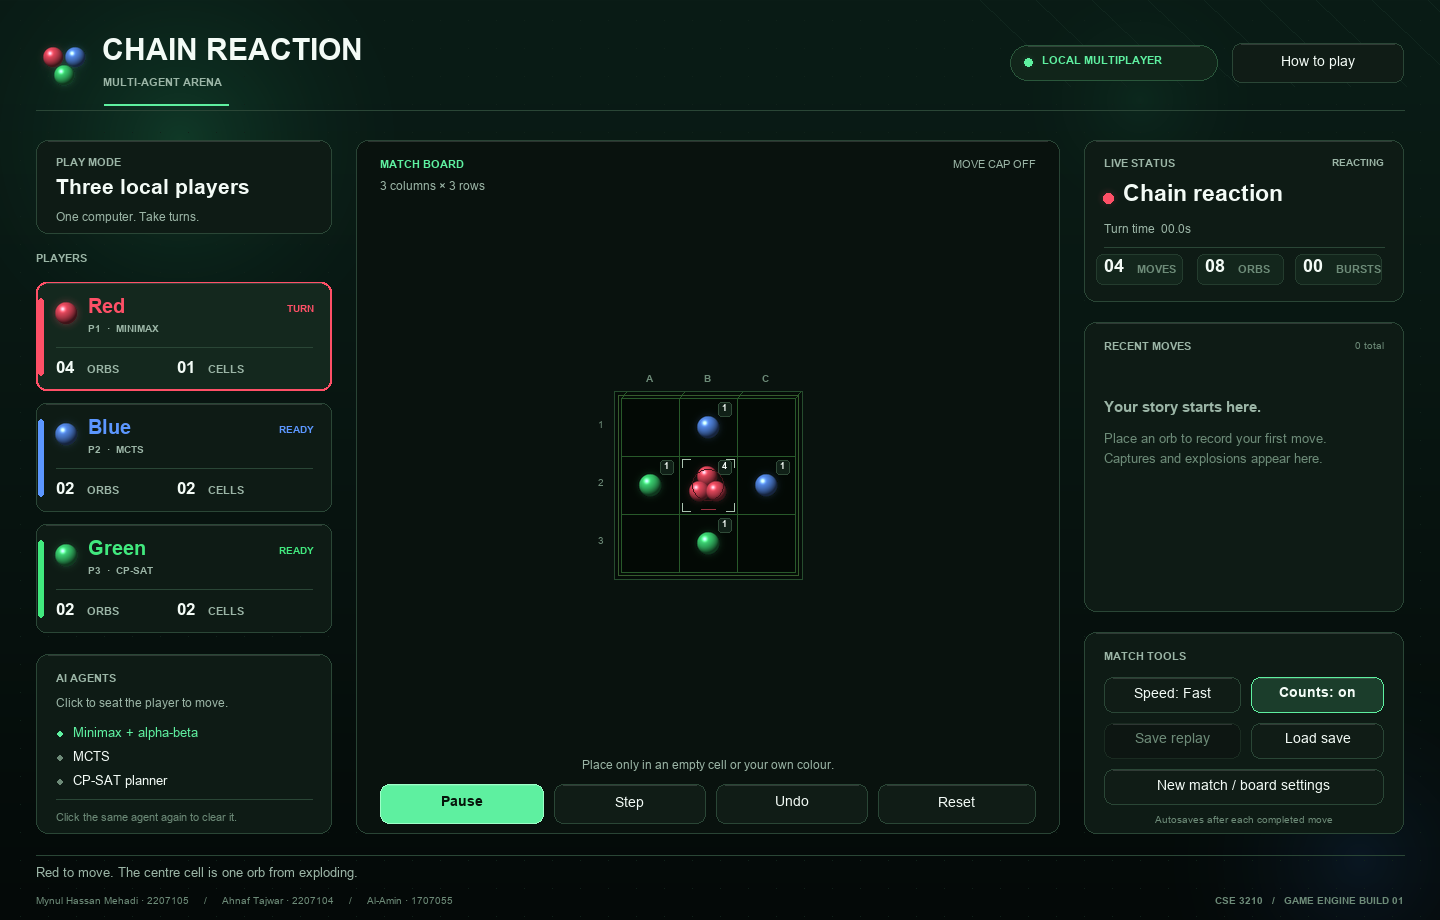 CHAIN REACTION
MULTI-AGENT ARENA
LOCAL MULTIPLAYER
How to play
PLAY MODE
Three local players
One computer. Take turns.
PLAYERS
Red
TURN
P1 · MINIMAX
04 ORBS 01 CELLS
Blue
READY
P2 · MCTS
02 ORBS 02 CELLS
Green
READY
P3 · CP-SAT
02 ORBS 02 CELLS
AI AGENTS
Click to seat the player to move.
Minimax + alpha-beta
MCTS
CP-SAT planner
Click the same agent again to clear it.
MATCH BOARD
MOVE CAP OFF
3 columns × 3 rows
A B C
1
1
2
1
4
1
3
1
Place only in an empty cell or your own colour.
Pause
Step
Undo
Reset
LIVE STATUS
REACTING
Chain reaction
Turn time 00.0s
04 MOVES
08 ORBS
00 BURSTS
RECENT MOVES
0 total
Your story starts here.
Place an orb to record your first move.
Captures and explosions appear here.
MATCH TOOLS
Speed: Fast
Counts: on
Save replay
Load save
New match / board settings
Autosaves after each completed move
Red to move. The centre cell is one orb from exploding.
Mynul Hassan Mehadi · 2207105 / Ahnaf Tajwar · 2207104 / Al-Amin · 1707055
CSE 3210 / GAME ENGINE BUILD 01